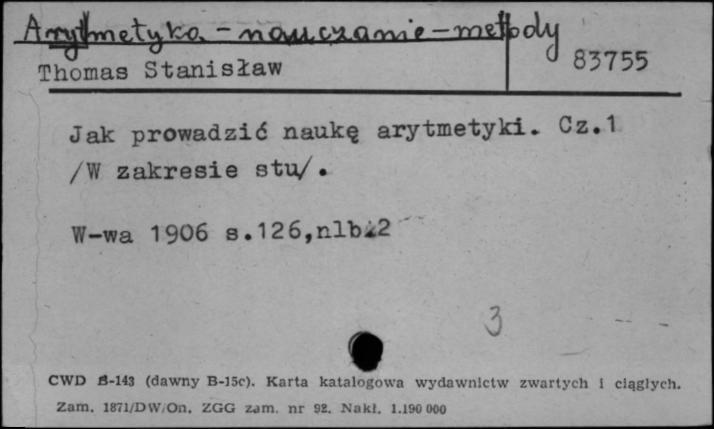 Arytmetyka - nauczanie - metody
Thomas Stanisław
83755
Jak prowadzić naukę arytmetyki. Cz.1
/W zakresie stu/.
W-wa 1906 s.126,nlb.2
3
CWD B-143 (dawny B-15c). Karta katalogowa wydawnictw zwartych i ciągłych.
Zam. 1871/DW/On. ZGG zam. nr 92. Nakł. 1.190 000